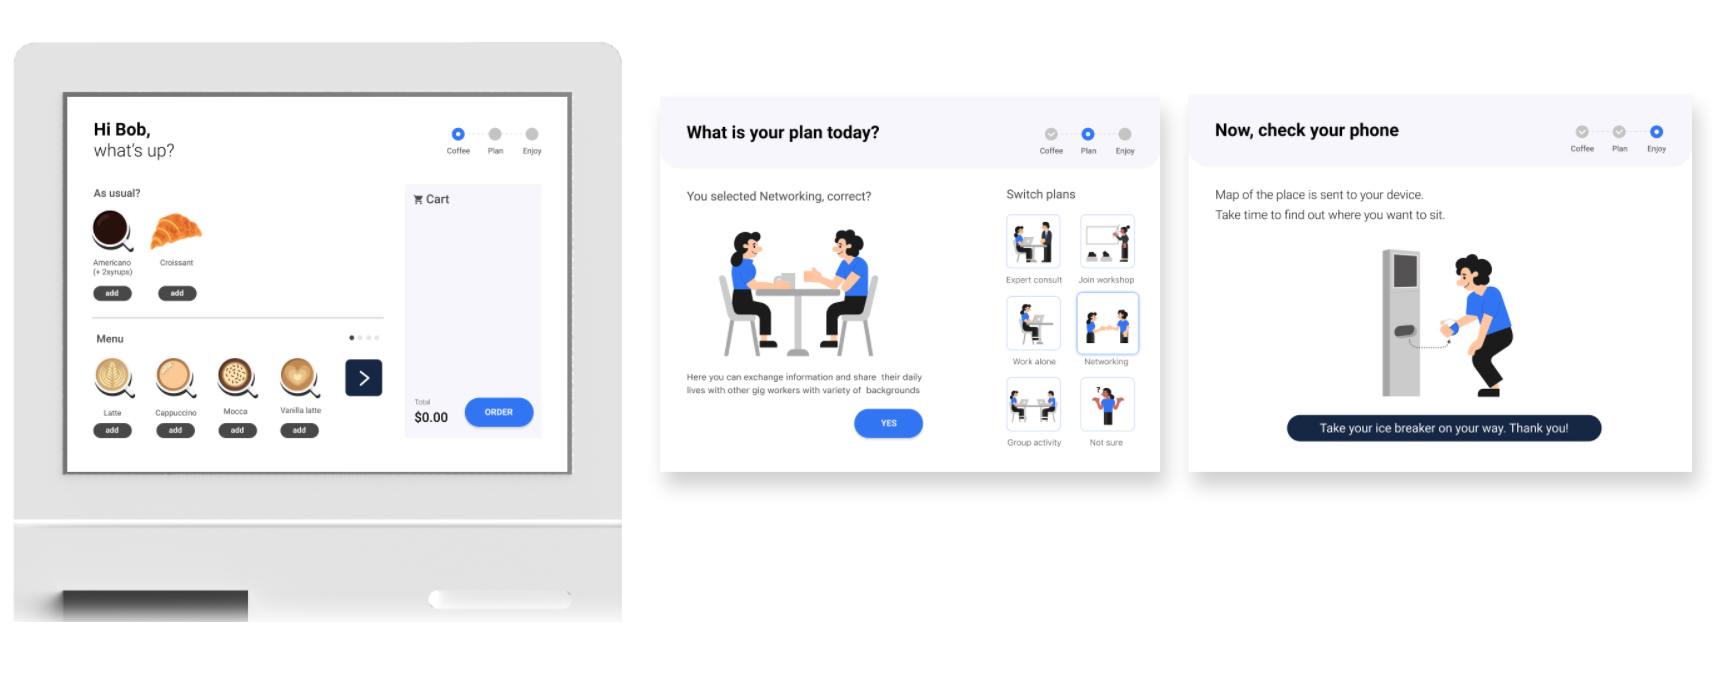 Hi Bob,
what's up?
Coffee Plan Enjoy
As usual?
Americano
(+ 2syrups)
Croissant
add add
Menu
Latte Cappuccino Mocca Vanilla latte
add add add add
Cart
Total
$0.00
ORDER
What is your plan today?
Coffee Plan Enjoy
You selected Networking, correct?
Here you can exchange information and share their daily
lives with other gig workers with variety of backgrounds
YES
Switch plans
Expert consult Join workshop
Work alone Networking
Group activity Not sure
Now, check your phone
Coffee Plan Enjoy
Map of the place is sent to your device.
Take time to find out where you want to sit.
Take your ice breaker on your way. Thank you!